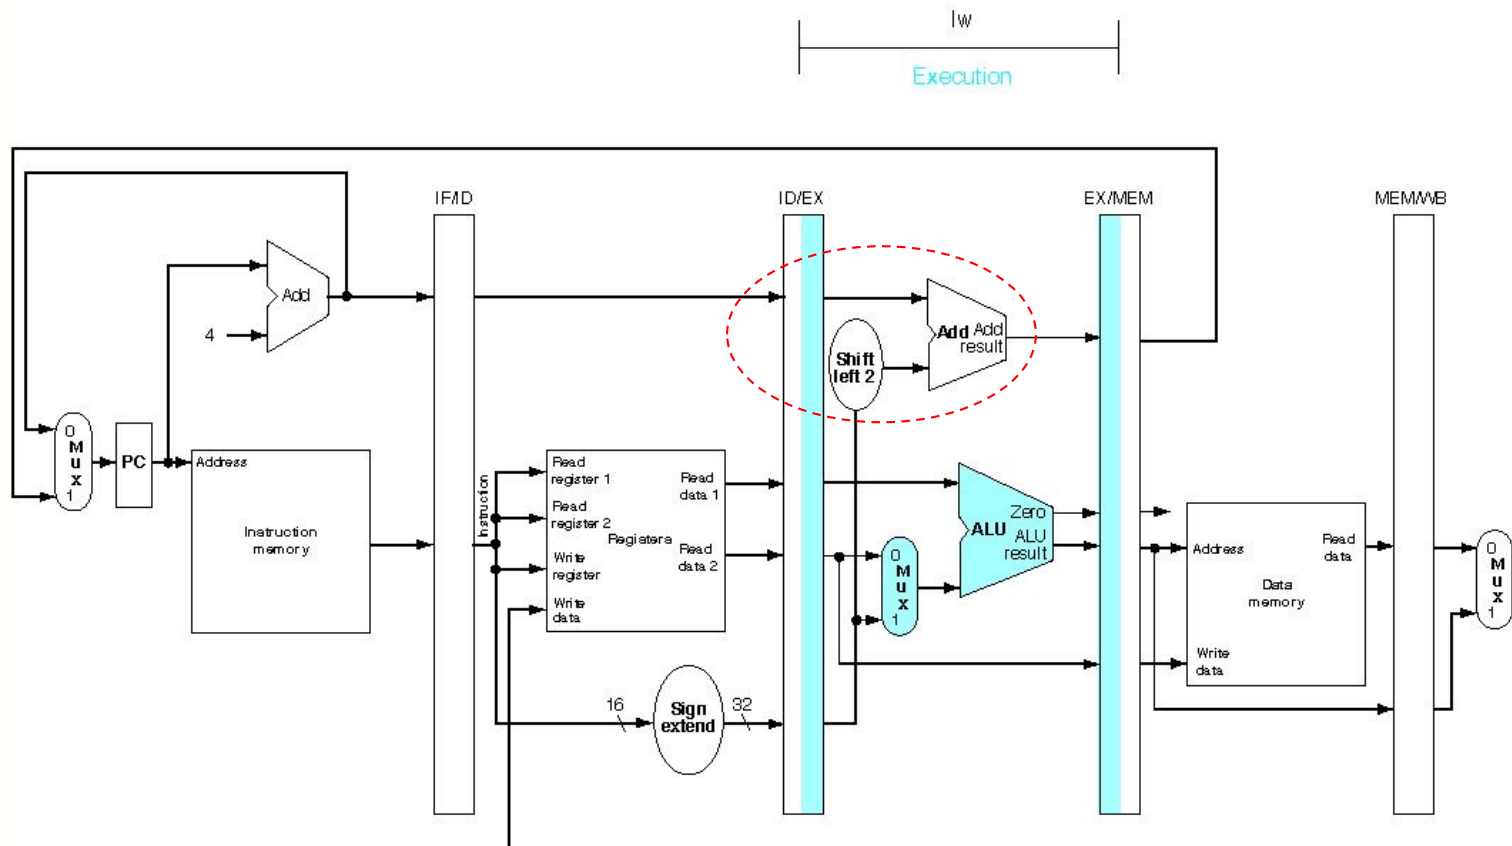 lw
Execution
IF/ID
ID/EX
EX/MEM
MEM/WB
Add
4
Add Add
result
Shift
left 2
0
M
u
x
1
PC
Address
Instruction
memory
Instruction
Read
register 1
Read
register 2
Write
register
Write
data
Registera
Read
data 1
Read
data 2
0
M
u
x
1
Zero
ALU
ALU
result
Address
Read
data
Data
memory
Write
data
0
M
u
x
1
16
Sign
extend
32